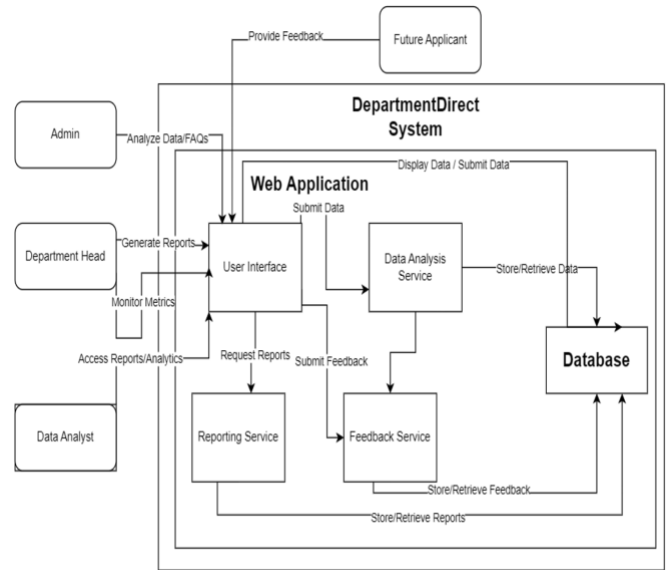 Provide Feedback
Future Applicant
DepartmentDirect
System
Admin
Analyze Data/FAQs
Display Data / Submit Data
Web Application
Submit Data
Department Head
Generate Reports
User Interface
Data Analysis
Service
Store/Retrieve Data
Monitor Metrics
Access Reports/Analytics
Request Reports
Submit Feedback
Database
Data Analyst
Reporting Service
Feedback Service
Store/Retrieve Feedback
Store/Retrieve Reports